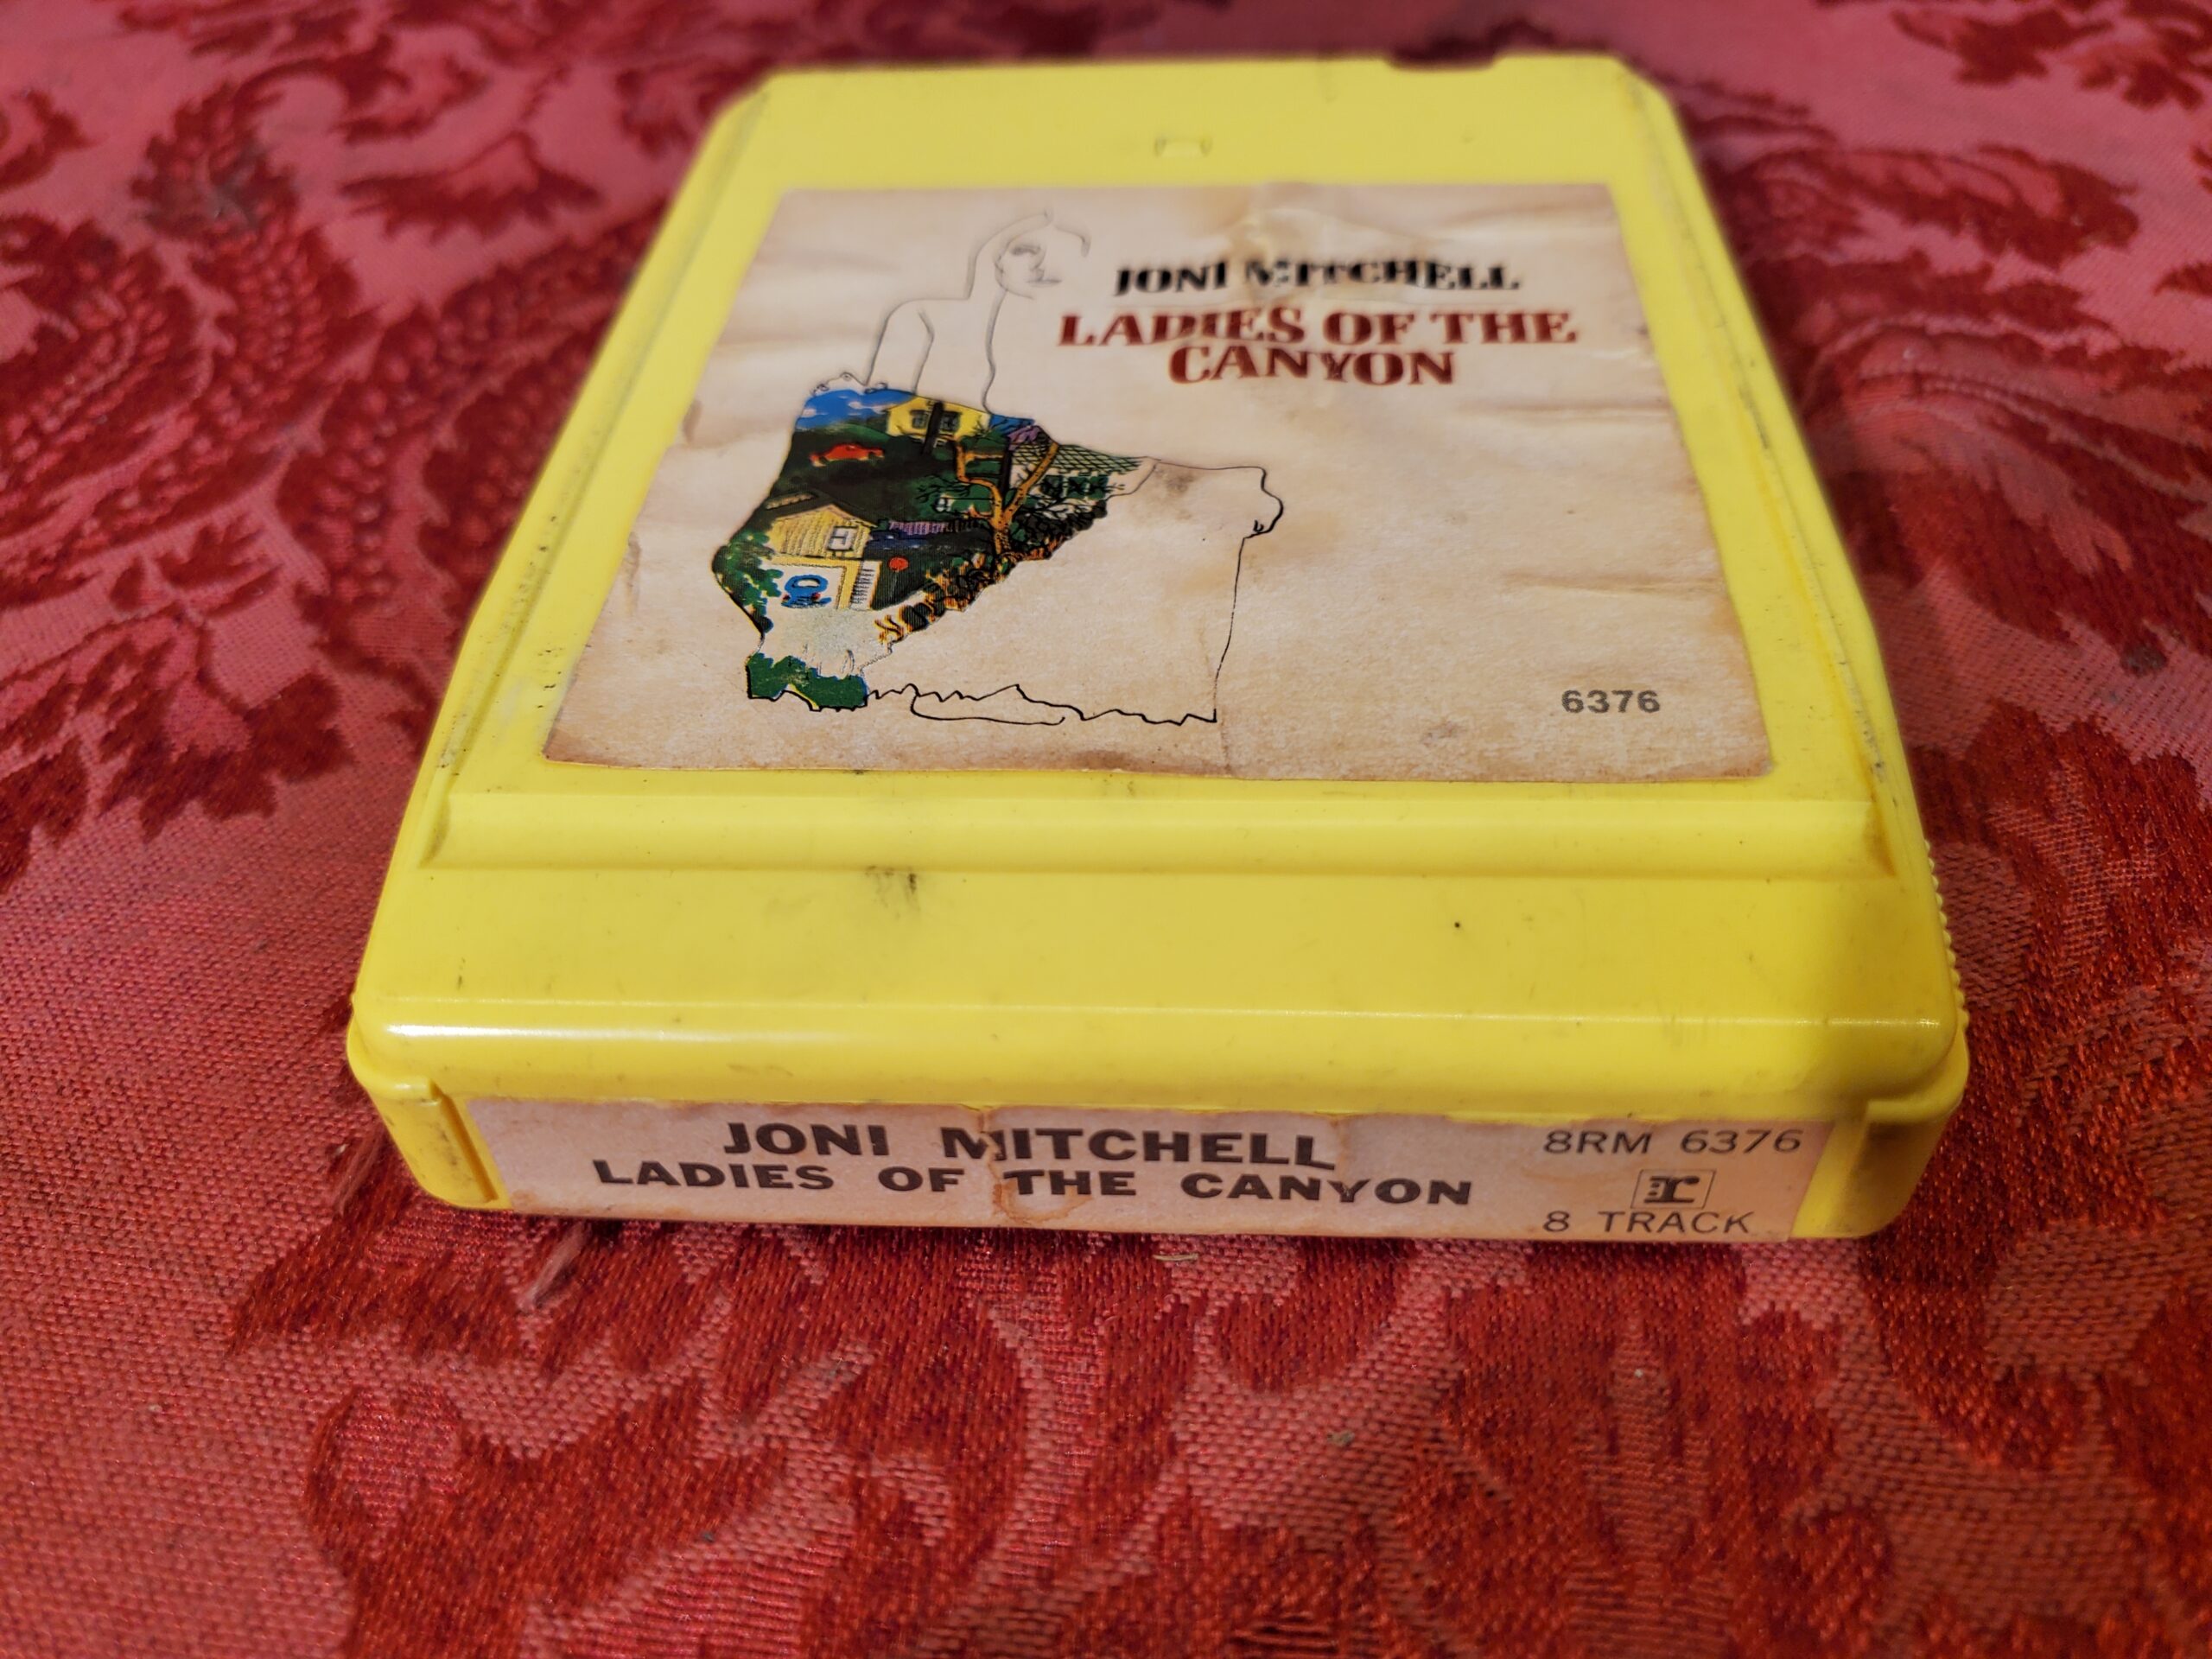 JONI MITCHELL
LADIES OF THE
CANYON
6376
JONI MITCHELL
LADIES OF THE CANYON
8RM 6376
r
8 TRACK